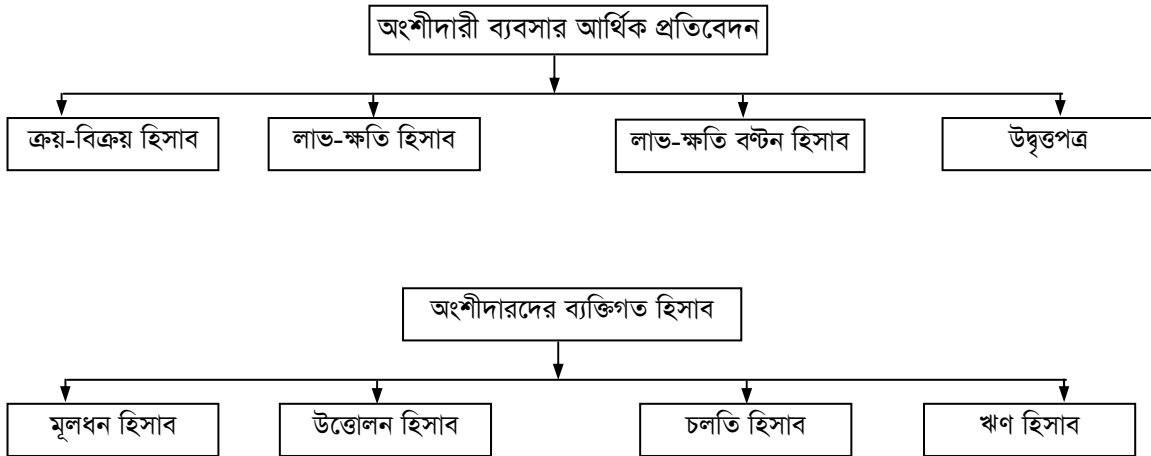 অংশীদারী ব্যবসার আর্থিক প্রতিবেদন
ক্রয়-বিক্রয় হিসাব
লাভ-ক্ষতি হিসাব
লাভ-ক্ষতি বণ্টন হিসাব
উদ্বৃত্তপত্র
অংশীদারদের ব্যক্তিগত হিসাব
মূলধন হিসাব
উত্তোলন হিসাব
চলতি হিসাব
ঋণ হিসাব